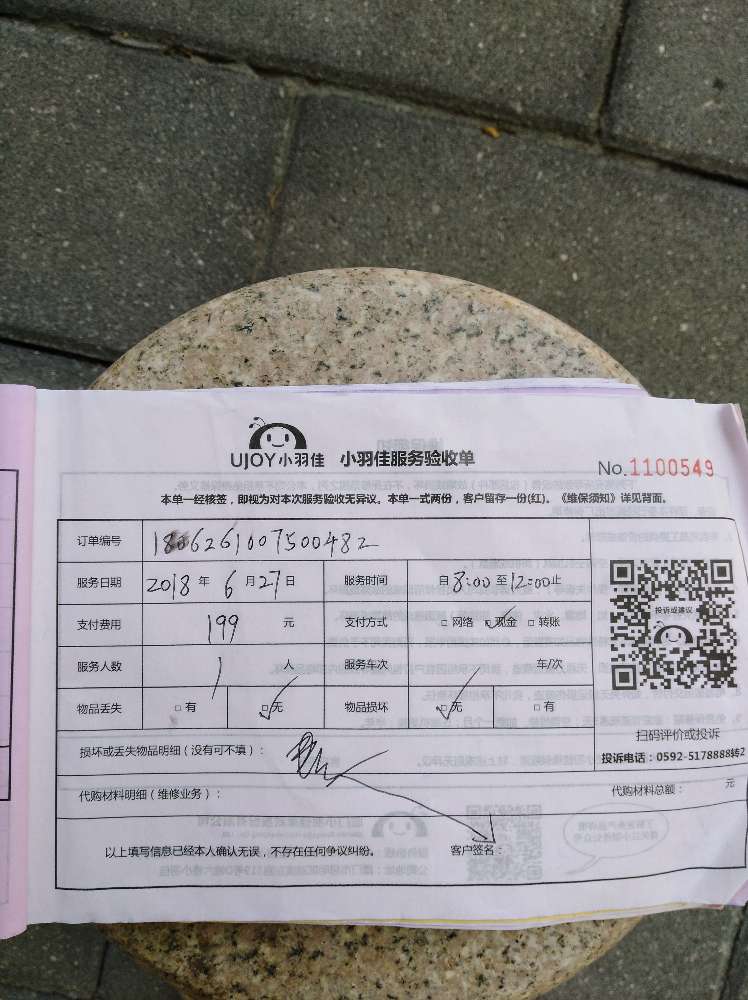 UJOY小羽佳 小羽佳服务验收单
No.1100549
本单一经核签，即视为对本次服务验收无异议。本单一式两份，客户留存一份(红)。《维保须知》详见背面。
订单编号 1806261007500482
服务日期 2018 年 6 月 27 日 服务时间 自 8:00 至 12:00 止
支付费用 199 元 支付方式 □网络 □现金 □转账
服务人数 1 人 服务车次 车/次
物品丢失 □有 □无 物品损坏 □无 □有
投诉或建议
扫码评价或投诉
投诉电话：0592-5178888转2
损坏或丢失物品明细（没有可不填）：
代购材料明细（维修业务）： 代购材料总额： 元
以上填写信息已经本人确认无误，不存在任何争议纠纷。 客户签名：